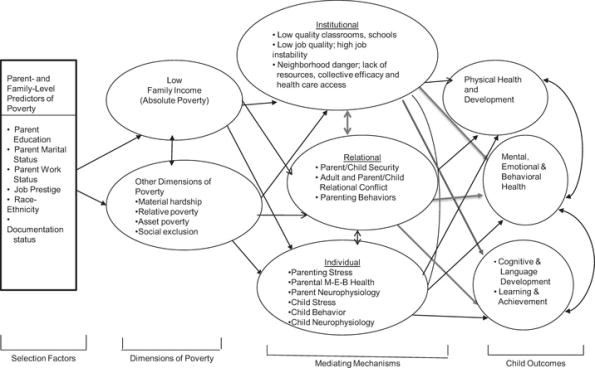 Parent- and
Family-Level
Predictors of
Poverty
• Parent
Education
• Parent Marital
Status
• Parent Work
Status
• Job Prestige
• Race-
Ethnicity
•
Documentation
status
Low
Family Income
(Absolute Poverty)
Other Dimensions of
Poverty
• Material hardship
• Relative poverty
• Asset poverty
• Social exclusion
Institutional
• Low quality classrooms, schools
• Low job quality; high job
instability
• Neighborhood danger; lack of
resources, collective efficacy and
health care access
Relational
• Parent/Child Security
• Adult and Parent/Child
Relational Conflict
• Parenting Behaviors
Individual
•Parenting Stress
•Parental M-E-B Health
•Parent Neurophysiology
•Child Stress
•Child Behavior
•Child Neurophysiology
Physical Health
and
Development
Mental,
Emotional &
Behavioral
Health
• Cognitive &
Language
Development
• Learning &
Achievement
Selection Factors
Dimensions of Poverty
Mediating Mechanisms
Child Outcomes